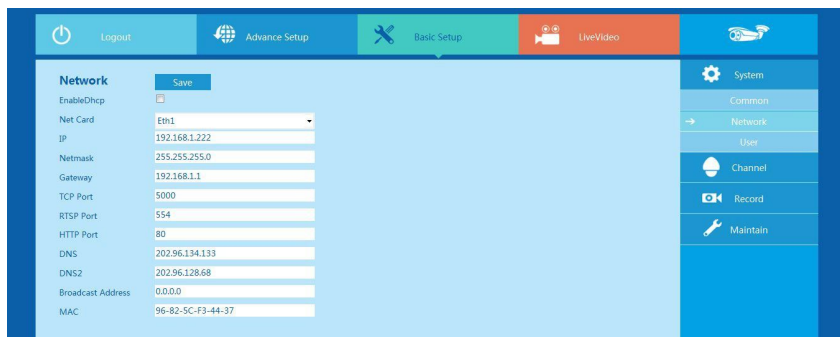 Logout
Advance Setup
Basic Setup
LiveVideo
Network Save
EnableDhcp
Net Card Eth1
IP 192.168.1.222
Netmask 255.255.255.0
Gateway 192.168.1.1
TCP Port 5000
RTSP Port 554
HTTP Port 80
DNS 202.96.134.133
DNS2 202.96.128.68
Broadcast Address 0.0.0.0
MAC 96-82-5C-F3-44-37
System
Common
Network
User
Channel
Record
Maintain